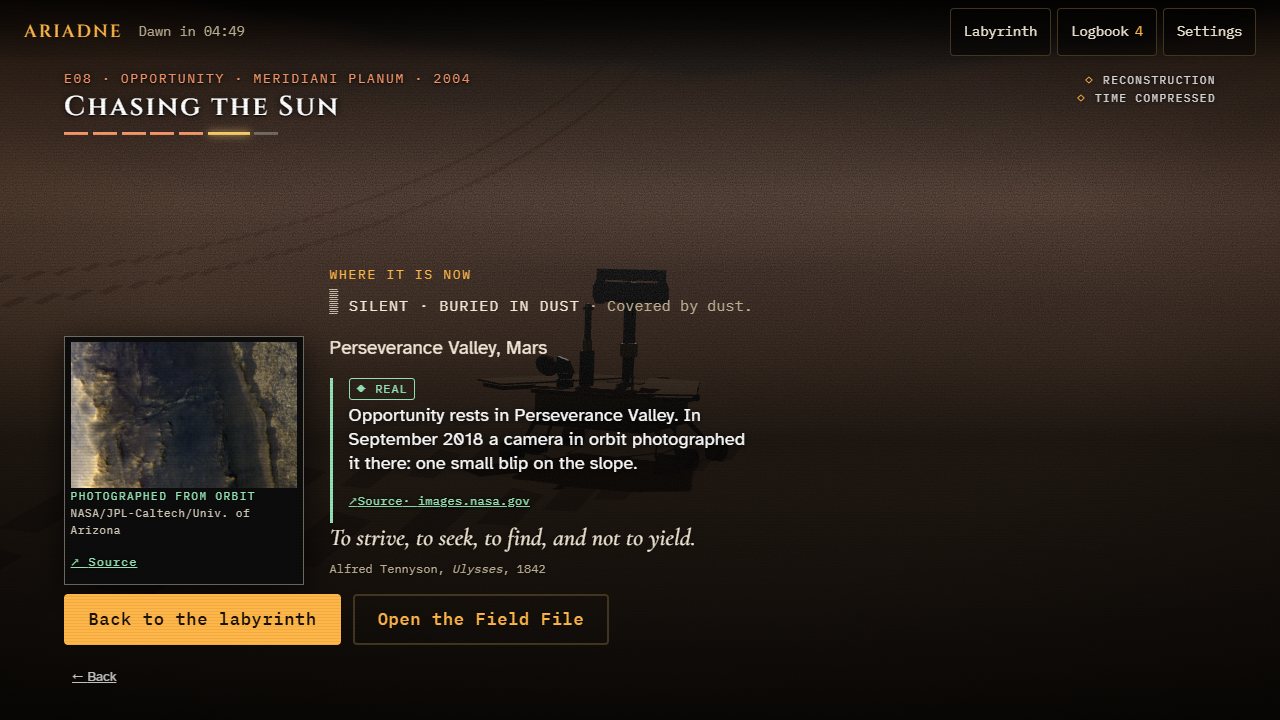 ARIADNE
Dawn in 04:49
Labyrinth
Logbook 4
Settings
E08 · OPPORTUNITY · MERIDIANI PLANUM · 2004
Chasing the Sun
◇ RECONSTRUCTION
◇ TIME COMPRESSED
WHERE IT IS NOW
SILENT · BURIED IN DUST · Covered by dust.
Perseverance Valley, Mars
◆ REAL
Opportunity rests in Perseverance Valley. In
September 2018 a camera in orbit photographed
it there: one small blip on the slope.
↗Source· images.nasa.gov
PHOTOGRAPHED FROM ORBIT
NASA/JPL-Caltech/Univ. of
Arizona
↗ Source
To strive, to seek, to find, and not to yield.
Alfred Tennyson, Ulysses, 1842
Back to the labyrinth
Open the Field File
← Back